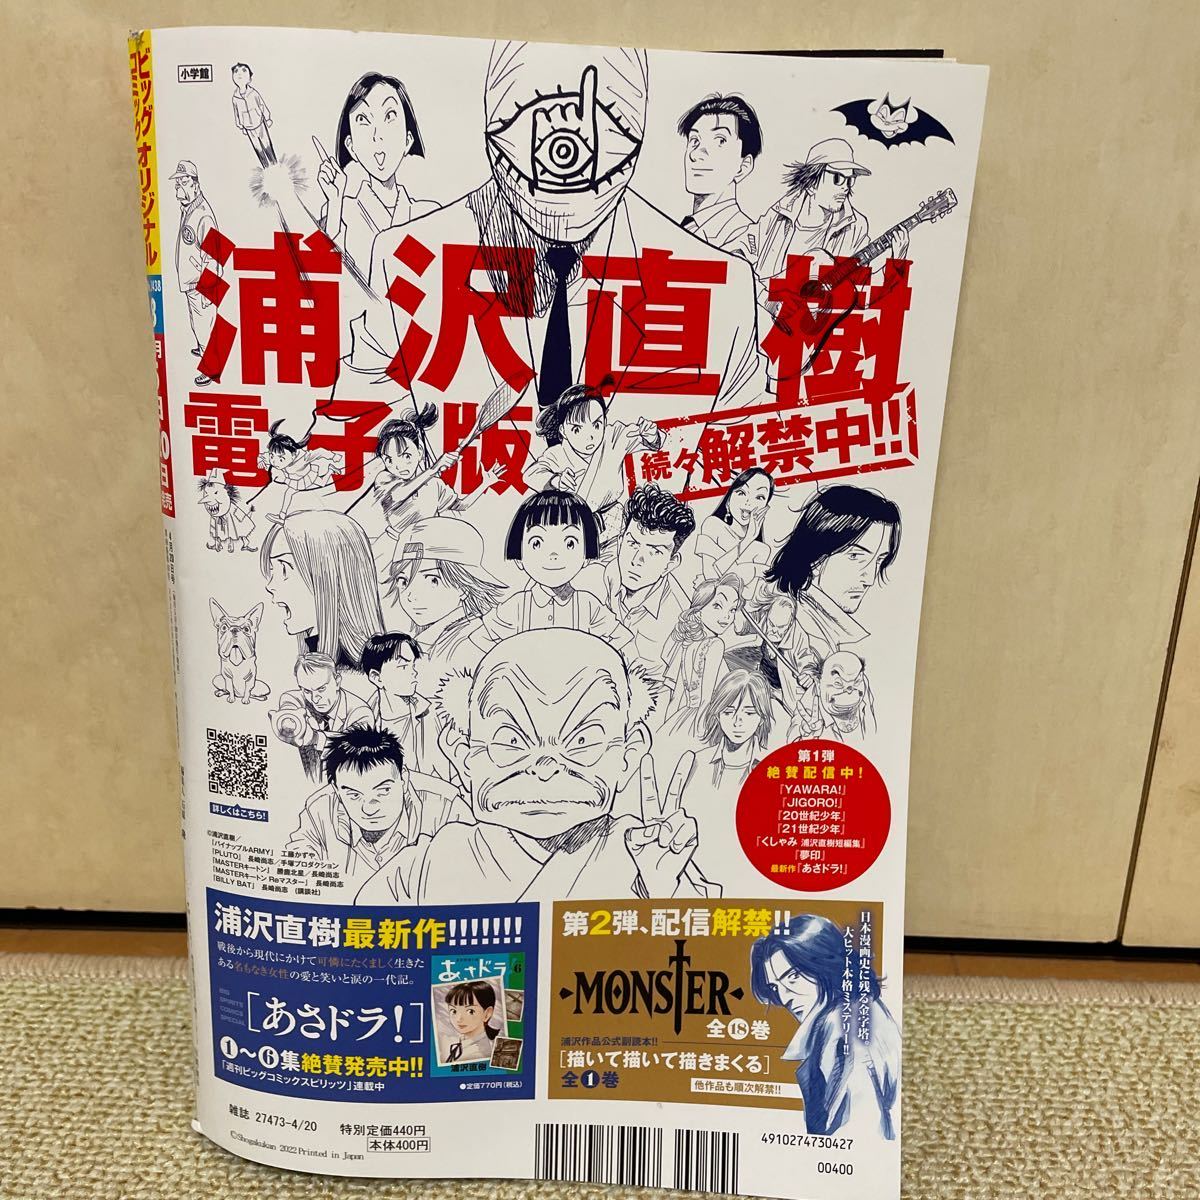 ビッグ
コミック
オリジナル
小学館
浦沢直樹
電子版
続々解禁中!!
第1弾
絶賛配信中!
『YAWARA!』
『JIGORO!』
『20世紀少年』
『21世紀少年』
『くしゃみ 浦沢直樹短編集』
『夢印』
最新作『あさドラ!』
詳しくはこちら!
©浦沢直樹/
『パイナップルARMY』 工藤かずや
『PLUTO』 長崎尚志/手塚プロダクション
『MASTERキートン』 勝鹿北星/長崎尚志
『MASTERキートン Reマスター』 長崎尚志
『BILLY BAT』 長崎尚志 (講談社)
浦沢直樹最新作!!!!!!!
戦後から現代にかけて可憐にたくましく生きた
ある名もなき女性の愛と笑いと涙の一代記。
BIG
SPIRITS
COMICS
SPECIAL
[あさドラ!]
1〜6集絶賛発売中!!
「週刊ビッグコミックスピリッツ」連載中
あさドラ!
6
浦沢直樹
●定価770円(税込)
第2弾、配信解禁!!
MONSTER
全18巻
浦沢作品公式副読本!!
[描いて描いて描きまくる]
全1巻
他作品も順次解禁!!
日本漫画史に残る金字塔。
大ヒット本格ミステリー!!
雑誌 27473-4/20
特別定価440円
本体400円
©Shogakukan 2022 Printed in Japan
4910274730427
00400